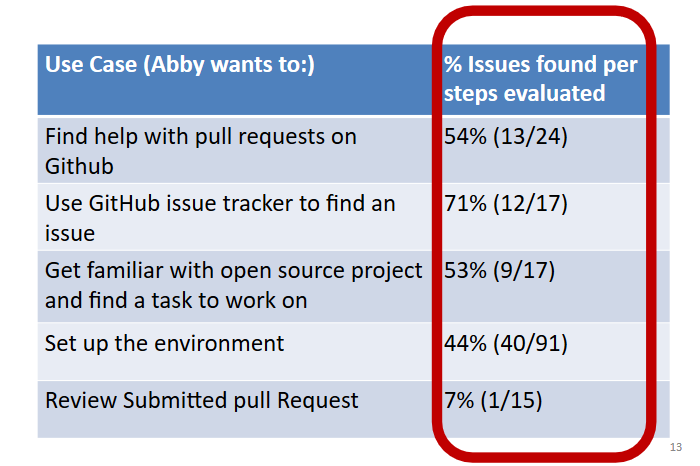 Use Case (Abby wants to:)
% Issues found per
steps evaluated
Find help with pull requests on
Github
54% (13/24)
Use GitHub issue tracker to find an
issue
71% (12/17)
Get familiar with open source project
and find a task to work on
53% (9/17)
Set up the environment
44% (40/91)
Review Submitted pull Request
7% (1/15)
13